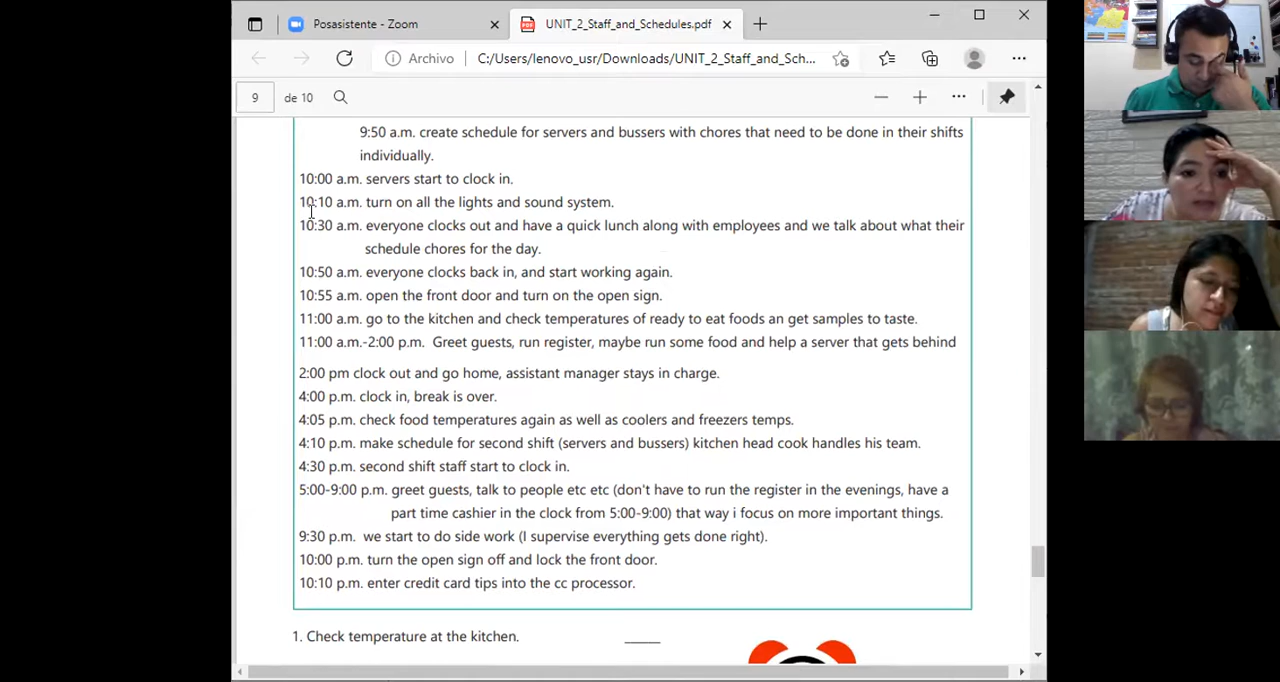 Posasistente - Zoom
UNIT_2_Staff_and_Schedules.pdf
Archivo
C:/Users/lenovo_usr/Downloads/UNIT_2_Staff_and_Sch...
9
de 10
9:50 a.m. create schedule for servers and bussers with chores that need to be done in their shifts
individually.
10:00 a.m. servers start to clock in.
10:10 a.m. turn on all the lights and sound system.
10:30 a.m. everyone clocks out and have a quick lunch along with employees and we talk about what their
schedule chores for the day.
10:50 a.m. everyone clocks back in, and start working again.
10:55 a.m. open the front door and turn on the open sign.
11:00 a.m. go to the kitchen and check temperatures of ready to eat foods an get samples to taste.
11:00 a.m.-2:00 p.m. Greet guests, run register, maybe run some food and help a server that gets behind
2:00 pm clock out and go home, assistant manager stays in charge.
4:00 p.m. clock in, break is over.
4:05 p.m. check food temperatures again as well as coolers and freezers temps.
4:10 p.m. make schedule for second shift (servers and bussers) kitchen head cook handles his team.
4:30 p.m. second shift staff start to clock in.
5:00-9:00 p.m. greet guests, talk to people etc etc (don't have to run the register in the evenings, have a
part time cashier in the clock from 5:00-9:00) that way i focus on more important things.
9:30 p.m. we start to do side work (I supervise everything gets done right).
10:00 p.m. turn the open sign off and lock the front door.
10:10 p.m. enter credit card tips into the cc processor.
1. Check temperature at the kitchen.